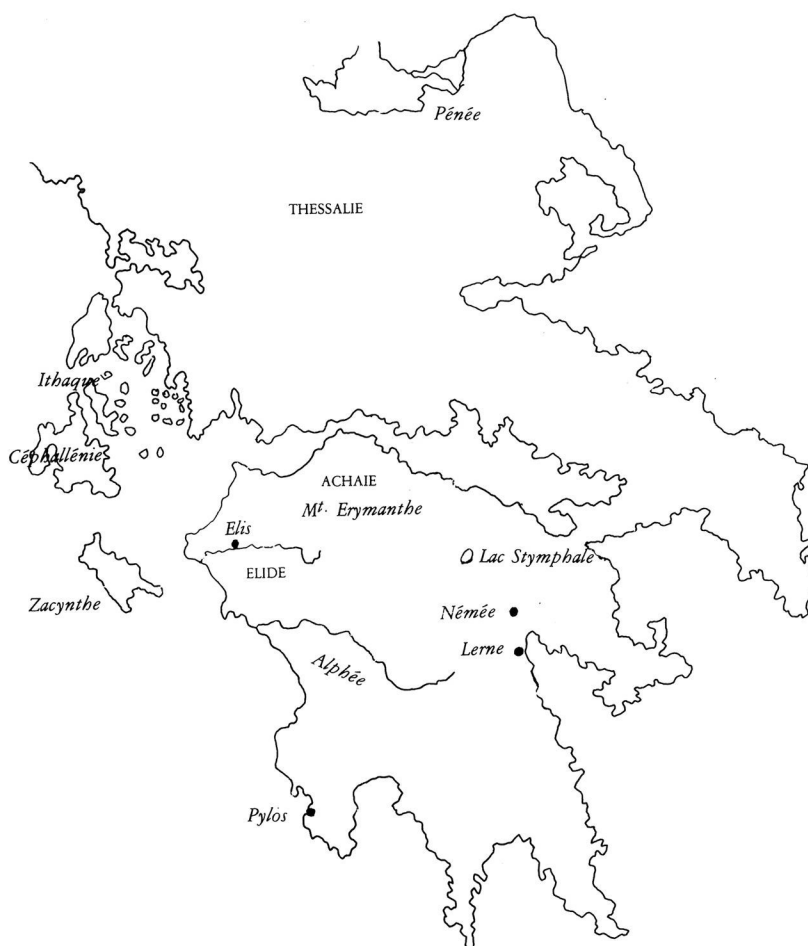 Pénée
THESSALIE
Ithaque
Céphallénie
ACHAIE
Mt. Erymanthe
Elis
Lac Stymphale
ELIDE
Zacynthe
Némée
Lerne
Alphée
Pylos